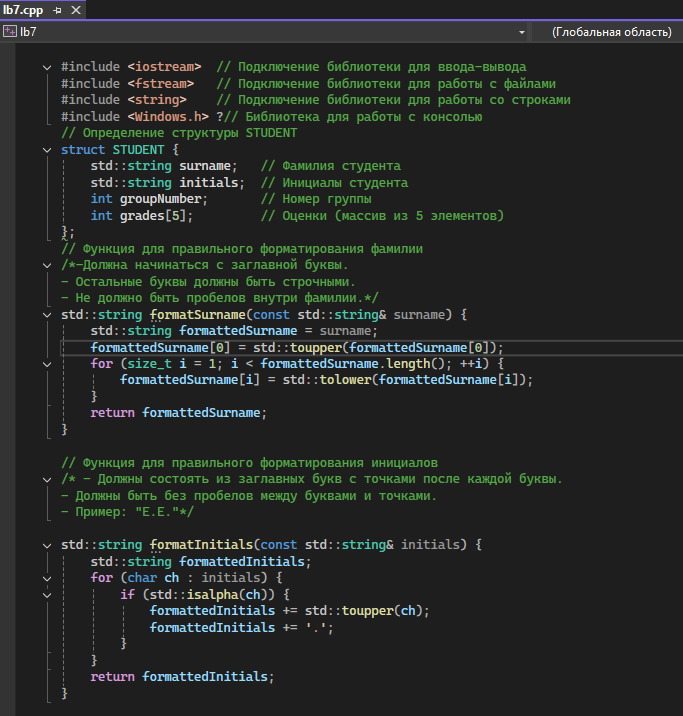 lb7.cpp
lb7 (Глобальная область)
#include <iostream>  // Подключение библиотеки для ввода-вывода
#include <fstream>   // Подключение библиотеки для работы с файлами
#include <string>    // Подключение библиотеки для работы со строками
#include <Windows.h> ?// Библиотека для работы с консолью
// Определение структуры STUDENT
struct STUDENT {
    std::string surname;   // Фамилия студента
    std::string initials;  // Инициалы студента
    int groupNumber;       // Номер группы
    int grades[5];         // Оценки (массив из 5 элементов)
};
// Функция для правильного форматирования фамилии
/*-Должна начинаться с заглавной буквы.
- Остальные буквы должны быть строчными.
- Не должно быть пробелов внутри фамилии.*/
std::string formatSurname(const std::string& surname) {
    std::string formattedSurname = surname;
    formattedSurname[0] = std::toupper(formattedSurname[0]);
    for (size_t i = 1; i < formattedSurname.length(); ++i) {
        formattedSurname[i] = std::tolower(formattedSurname[i]);
    }
    return formattedSurname;
}
// Функция для правильного форматирования инициалов
/* - Должны состоять из заглавных букв с точками после каждой буквы.
- Должны быть без пробелов между буквами и точками.
- Пример: "Е.Е."*/
std::string formatInitials(const std::string& initials) {
    std::string formattedInitials;
    for (char ch : initials) {
        if (std::isalpha(ch)) {
            formattedInitials += std::toupper(ch);
            formattedInitials += '.';
        }
    }
    return formattedInitials;
}